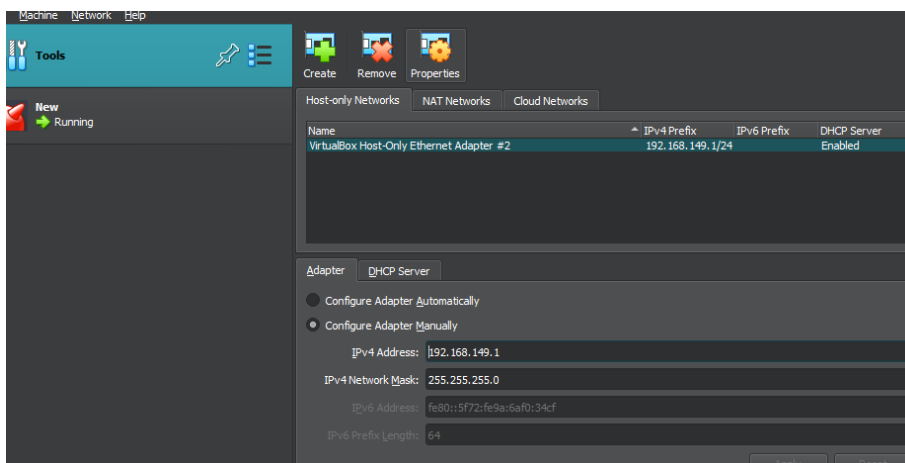 Machine Network Help
Tools
New
Running
Create Remove Properties
Host-only Networks NAT Networks Cloud Networks
Name IPv4 Prefix IPv6 Prefix DHCP Server
VirtualBox Host-Only Ethernet Adapter #2 192.168.149.1/24 Enabled
Adapter DHCP Server
Configure Adapter Automatically
Configure Adapter Manually
IPv4 Address: 192.168.149.1
IPv4 Network Mask: 255.255.255.0
IPv6 Address: fe80::5f72:fe9a:6af0:34cf
IPv6 Prefix Length: 64